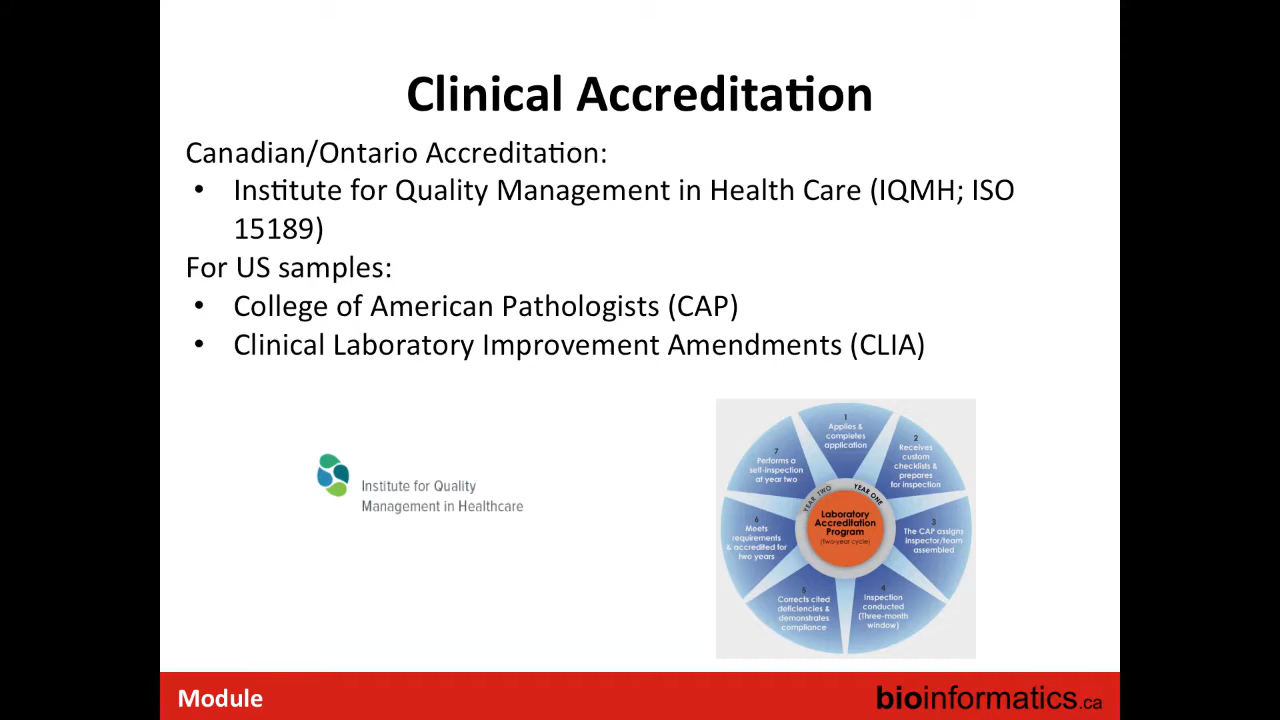 Clinical Accreditation
Canadian/Ontario Accreditation:
• Institute for Quality Management in Health Care (IQMH; ISO
15189)
For US samples:
• College of American Pathologists (CAP)
• Clinical Laboratory Improvement Amendments (CLIA)
Institute for Quality
Management in Healthcare
1
Applies &
completes
application
2
Receives
custom
checklists &
prepares
for inspection
3
The CAP assigns
inspector/team
assembled
4
Inspection
conducted
(Three-month
window)
5
Corrects cited
deficiencies &
demonstrates
compliance
6
Meets
requirements
& accredited for
two years
7
Performs a
self-inspection
at year two
YEAR TWO
YEAR ONE
Laboratory
Accreditation
Program
(Two-year cycle)
Module
bioinformatics.ca